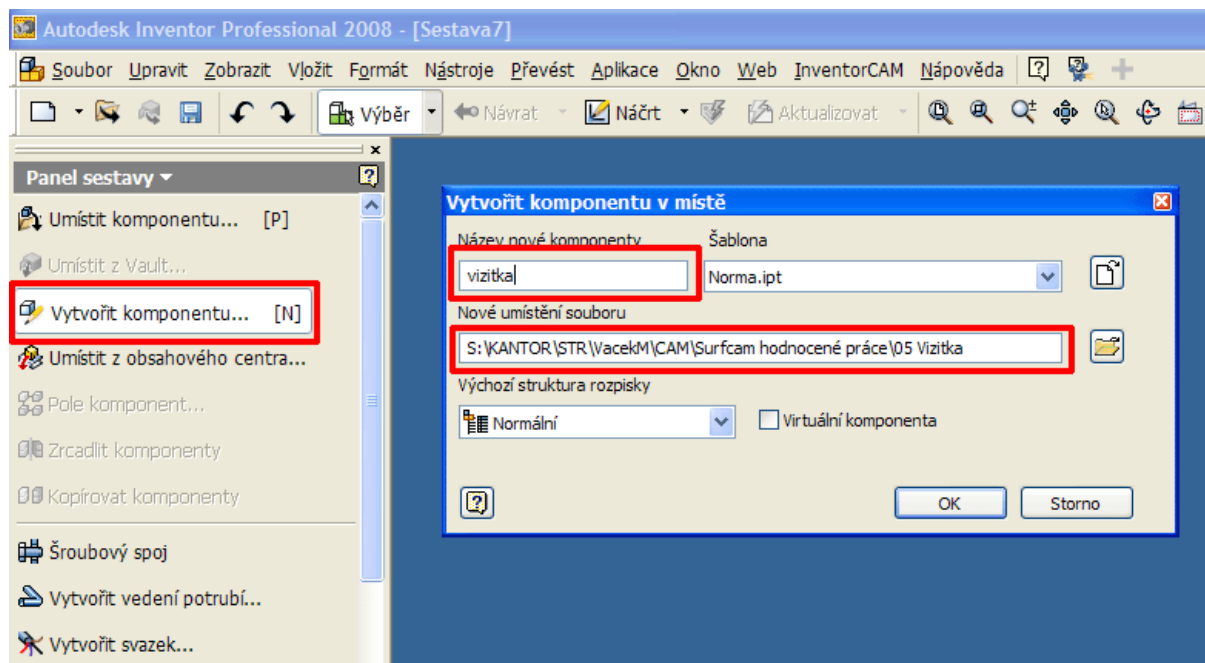 Autodesk Inventor Professional 2008 - [Sestava7]
Soubor Upravit Zobrazit Vložit Formát Nástroje Převést Aplikace Okno Web InventorCAM Nápověda
Výběr Návrat Náčrt Aktualizovat
Panel sestavy
Umístit komponentu... [P]
Umístit z Vault...
Vytvořit komponentu... [N]
Umístit z obsahového centra...
Pole komponent...
Zrcadlit komponenty
Kopírovat komponenty
Šroubový spoj
Vytvořit vedení potrubí...
Vytvořit svazek...
Vytvořit komponentu v místě
Název nové komponenty Šablona
vizitka Norma.ipt
Nové umístění souboru
S:\KANTOR\STR\VacekM\CAM\Surfcam hodnocené práce\05 Vizitka
Výchozí struktura rozpisky
Normální Virtuální komponenta
OK Storno